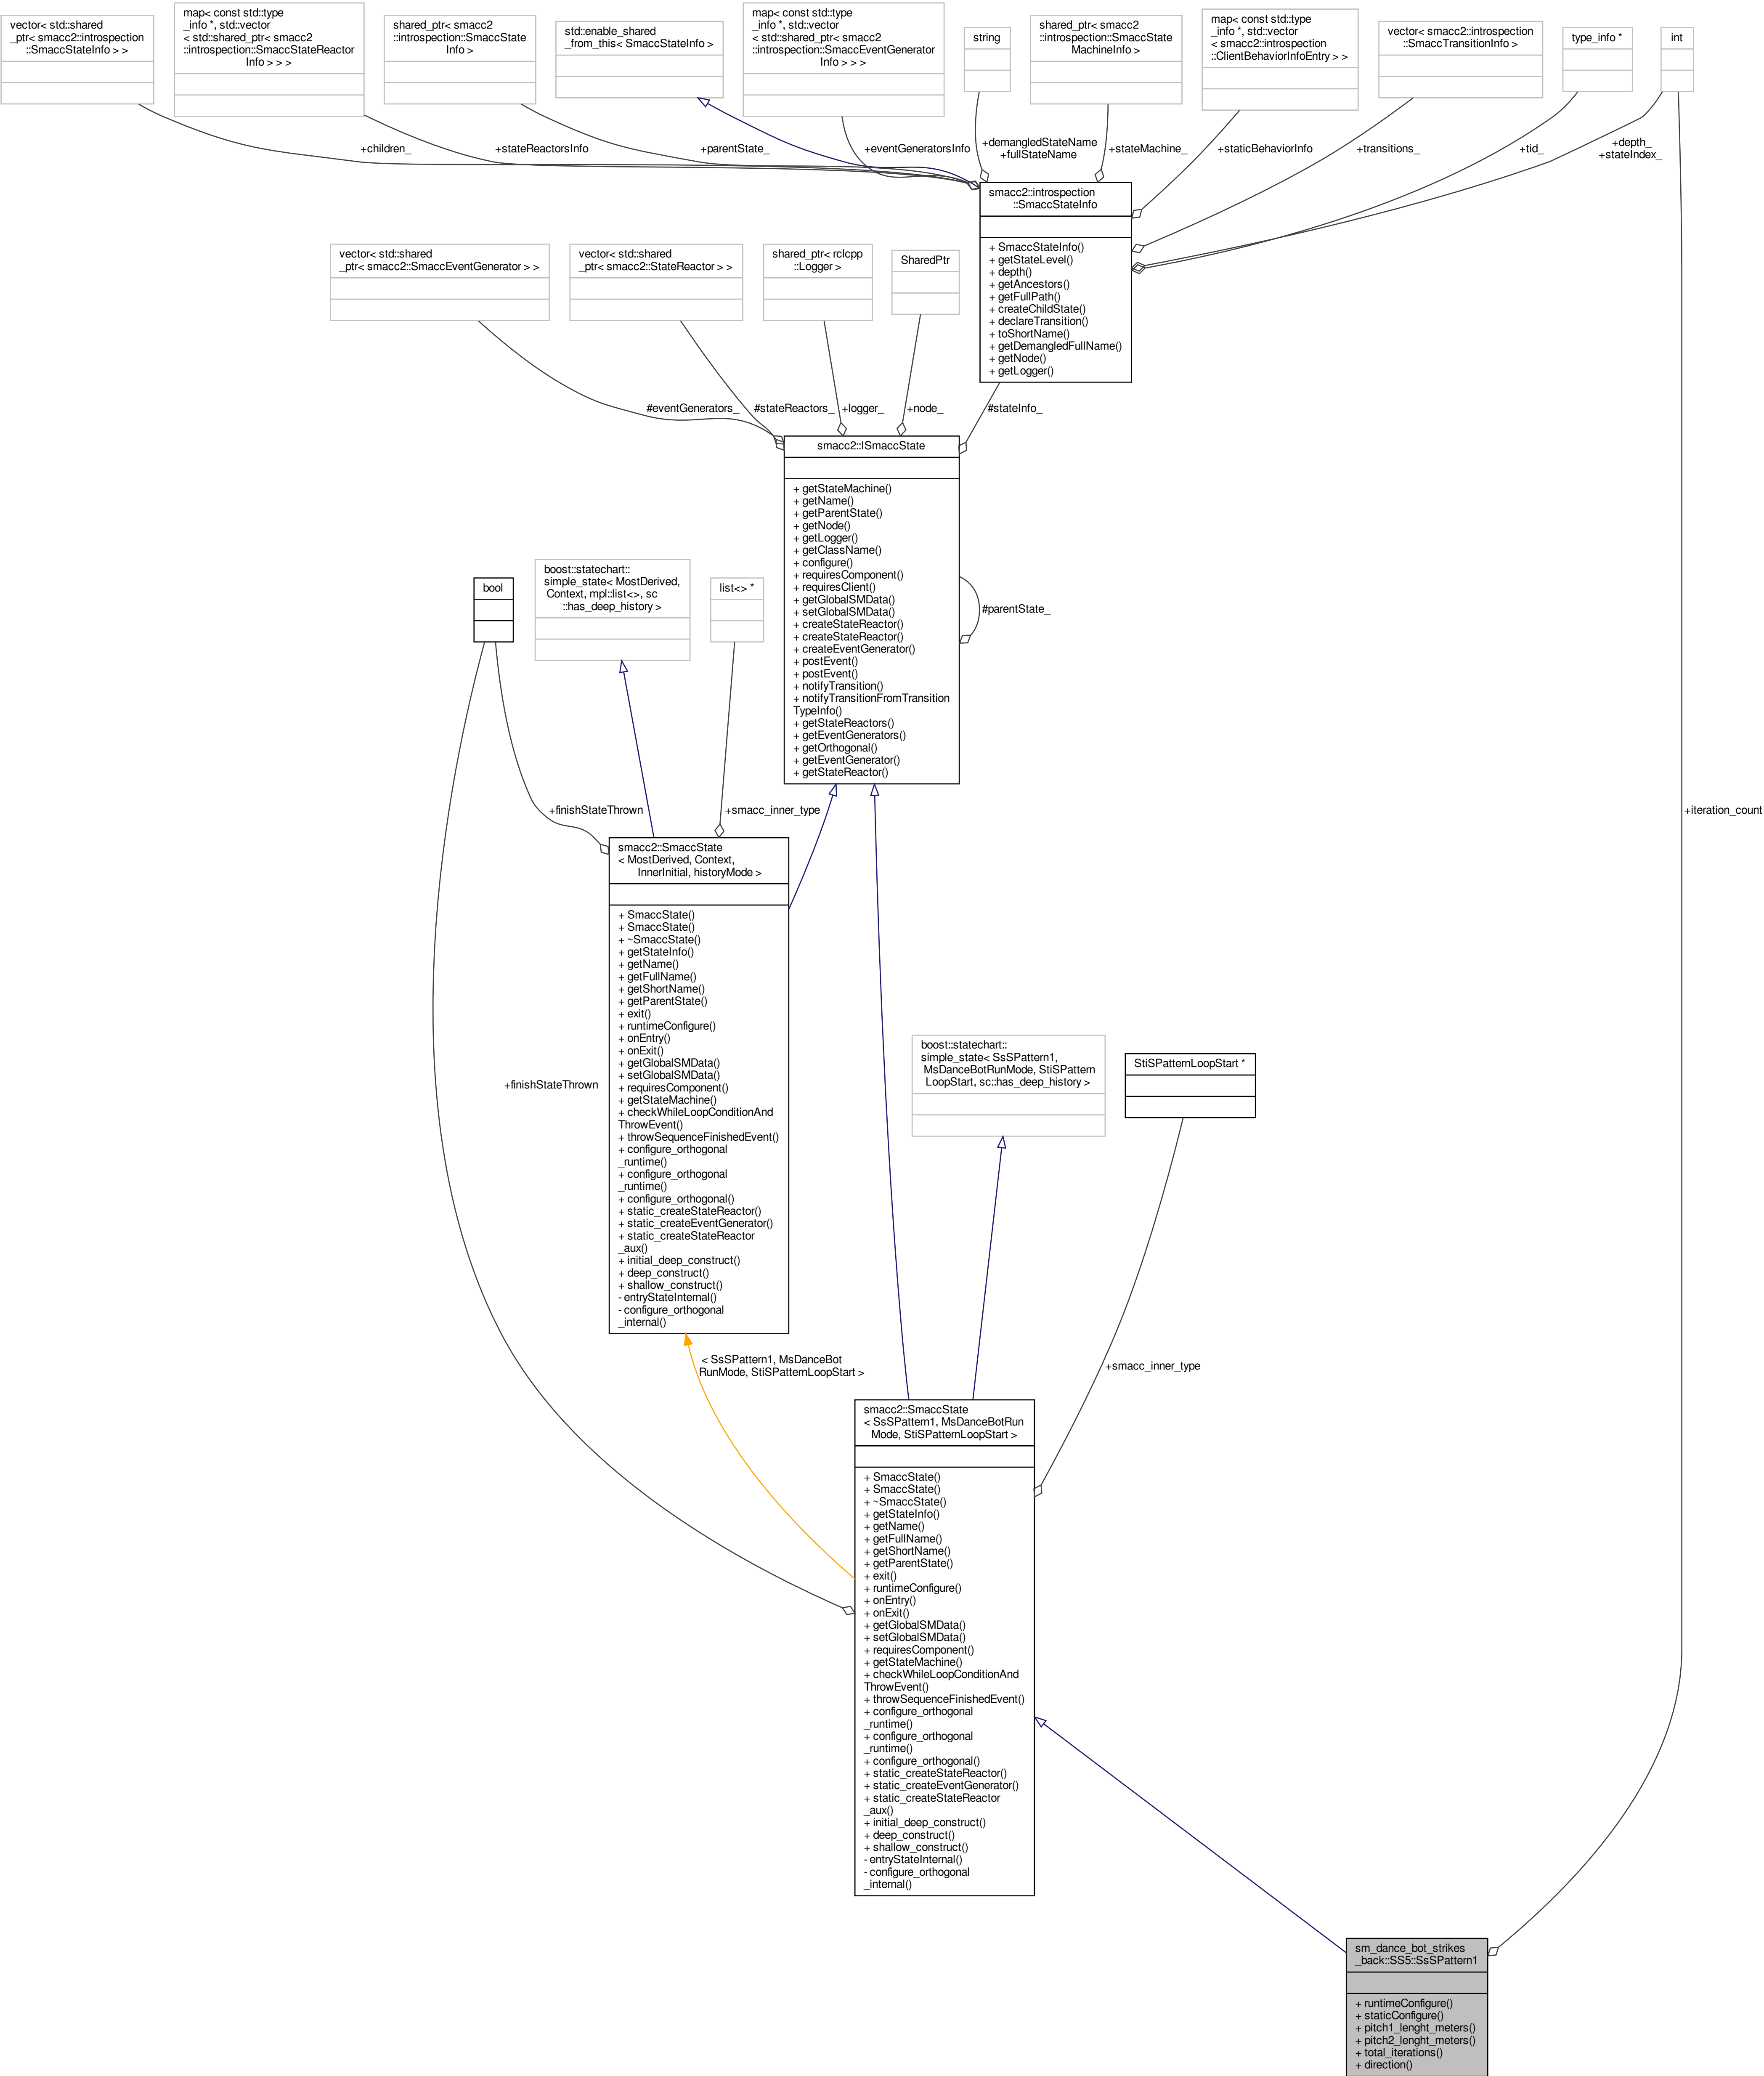 vector< std::shared
_ptr< smacc2::introspection
::SmaccStateInfo > >
map< const std::type
_info *, std::vector
< std::shared_ptr< smacc2
::introspection::SmaccStateReactor
Info > > >
shared_ptr< smacc2
::introspection::SmaccState
Info >
std::enable_shared
_from_this< SmaccStateInfo >
map< const std::type
_info *, std::vector
< std::shared_ptr< smacc2
::introspection::SmaccEventGenerator
Info > > >
string
shared_ptr< smacc2
::introspection::SmaccState
MachineInfo >
map< const std::type
_info *, std::vector
< smacc2::introspection
::ClientBehaviorInfoEntry > >
vector< smacc2::introspection
::SmaccTransitionInfo >
type_info *
int
+children_
+stateReactorsInfo
+parentState_
+eventGeneratorsInfo
+demangledStateName
+fullStateName
+stateMachine_
+staticBehaviorInfo
+transitions_
+tid_
+depth_
+stateIndex_
smacc2::introspection
::SmaccStateInfo
+ SmaccStateInfo()
+ getStateLevel()
+ depth()
+ getAncestors()
+ getFullPath()
+ createChildState()
+ declareTransition()
+ toShortName()
+ getDemangledFullName()
+ getNode()
+ getLogger()
vector< std::shared
_ptr< smacc2::SmaccEventGenerator > >
vector< std::shared
_ptr< smacc2::StateReactor > >
shared_ptr< rclcpp
::Logger >
SharedPtr
#eventGenerators_
#stateReactors_
+logger_
+node_
#stateInfo_
smacc2::ISmaccState
+ getStateMachine()
+ getName()
+ getParentState()
+ getNode()
+ getLogger()
+ getClassName()
+ configure()
+ requiresComponent()
+ requiresClient()
+ getGlobalSMData()
+ setGlobalSMData()
+ createStateReactor()
+ createStateReactor()
+ createEventGenerator()
+ postEvent()
+ postEvent()
+ notifyTransition()
+ notifyTransitionFromTransition
TypeInfo()
+ getStateReactors()
+ getEventGenerators()
+ getOrthogonal()
+ getEventGenerator()
+ getStateReactor()
#parentState_
bool
boost::statechart::
simple_state< MostDerived,
Context, mpl::list<>, sc
::has_deep_history >
list<> *
+finishStateThrown
+smacc_inner_type
+iteration_count
smacc2::SmaccState
< MostDerived, Context,
InnerInitial, historyMode >
+ SmaccState()
+ SmaccState()
+ ~SmaccState()
+ getStateInfo()
+ getName()
+ getFullName()
+ getShortName()
+ getParentState()
+ exit()
+ runtimeConfigure()
+ onEntry()
+ onExit()
+ getGlobalSMData()
+ setGlobalSMData()
+ requiresComponent()
+ getStateMachine()
+ checkWhileLoopConditionAnd
ThrowEvent()
+ throwSequenceFinishedEvent()
+ configure_orthogonal
_runtime()
+ configure_orthogonal
_runtime()
+ configure_orthogonal()
+ static_createStateReactor()
+ static_createEventGenerator()
+ static_createStateReactor
_aux()
+ initial_deep_construct()
+ deep_construct()
+ shallow_construct()
- entryStateInternal()
- configure_orthogonal
_internal()
+finishStateThrown
boost::statechart::
simple_state< SsSPattern1,
MsDanceBotRunMode, StiSPattern
LoopStart, sc::has_deep_history >
StiSPatternLoopStart *
< SsSPattern1, MsDanceBot
RunMode, StiSPatternLoopStart >
+smacc_inner_type
smacc2::SmaccState
< SsSPattern1, MsDanceBotRun
Mode, StiSPatternLoopStart >
+ SmaccState()
+ SmaccState()
+ ~SmaccState()
+ getStateInfo()
+ getName()
+ getFullName()
+ getShortName()
+ getParentState()
+ exit()
+ runtimeConfigure()
+ onEntry()
+ onExit()
+ getGlobalSMData()
+ setGlobalSMData()
+ requiresComponent()
+ getStateMachine()
+ checkWhileLoopConditionAnd
ThrowEvent()
+ throwSequenceFinishedEvent()
+ configure_orthogonal
_runtime()
+ configure_orthogonal
_runtime()
+ configure_orthogonal()
+ static_createStateReactor()
+ static_createEventGenerator()
+ static_createStateReactor
_aux()
+ initial_deep_construct()
+ deep_construct()
+ shallow_construct()
- entryStateInternal()
- configure_orthogonal
_internal()
sm_dance_bot_strikes
_back::SS5::SsSPattern1
+ runtimeConfigure()
+ staticConfigure()
+ pitch1_lenght_meters()
+ pitch2_lenght_meters()
+ total_iterations()
+ direction()